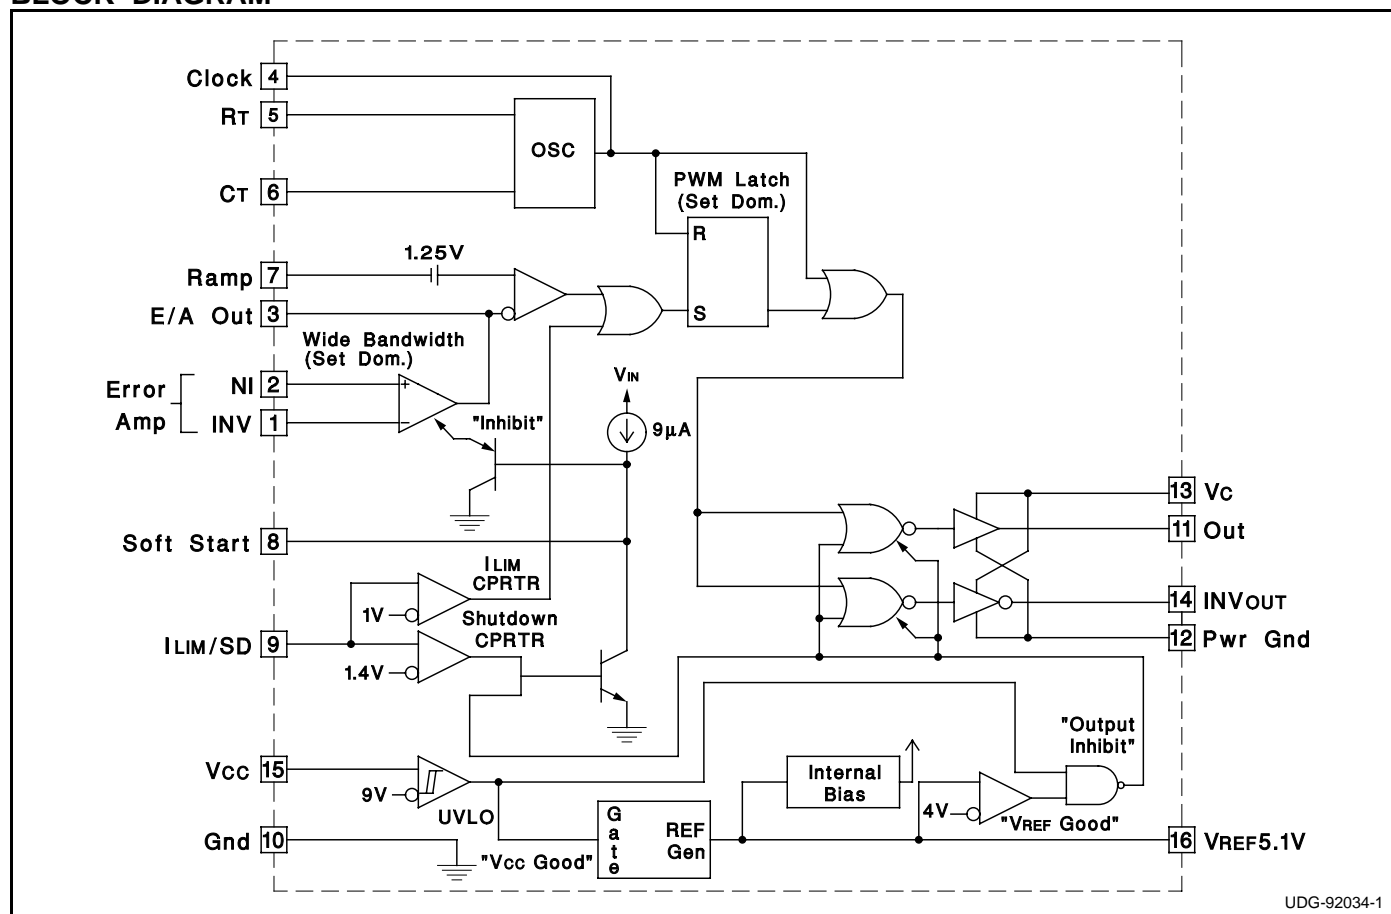 BLOCK DIAGRAM
Clock 4
RT 5
CT 6
OSC
PWM Latch
(Set Dom.)
R
S
1.25V
Ramp 7
E/A Out 3
Wide Bandwidth
(Set Dom.)
Error
Amp
NI 2
INV 1
"Inhibit"
VIN
9µA
13 VC
11 Out
Soft Start 8
ILIM
CPRTR
1V
Shutdown
CPRTR
14 INVOUT
12 Pwr Gnd
ILIM/SD 9
1.4V
"Output
Inhibit"
Vcc 15
9V
UVLO
Internal
Bias
4V
"VREF Good"
Gnd 10
"Vcc Good"
Gate
REF
Gen
16 VREF5.1V
+
–
UDG-92034-1